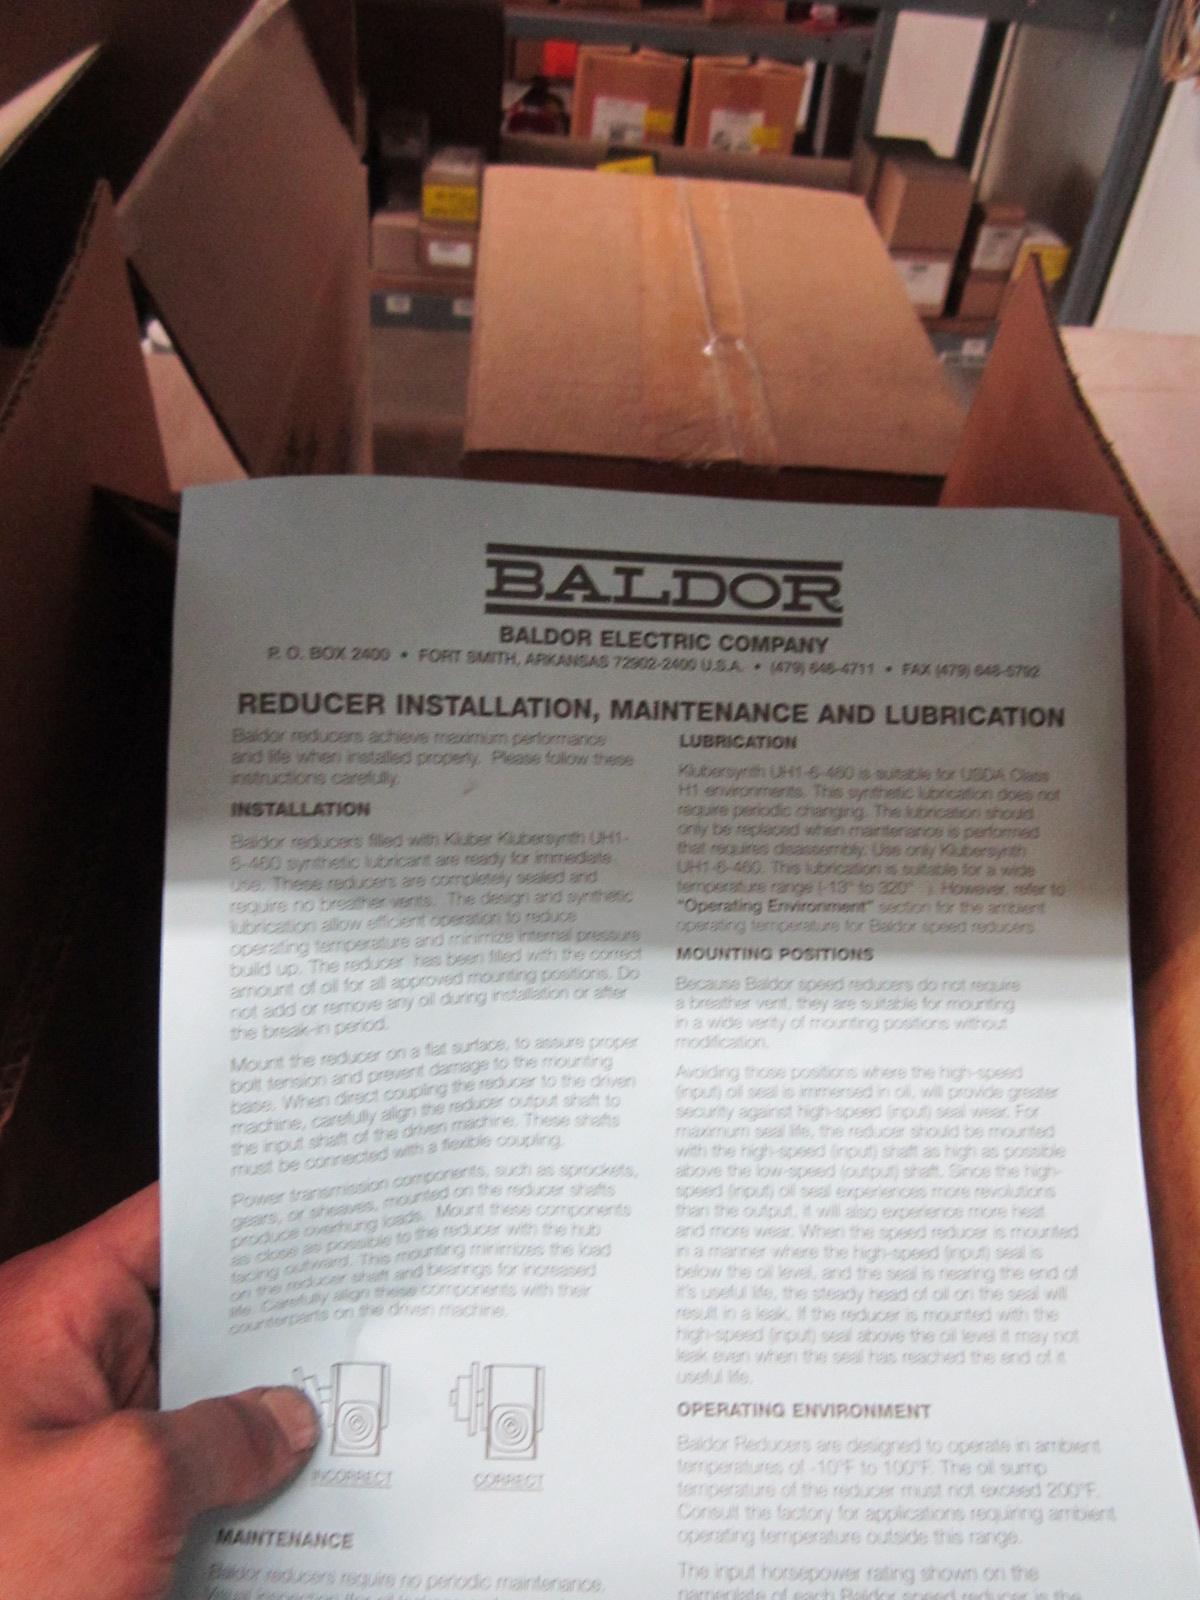 BALDOR
BALDOR ELECTRIC COMPANY
P. O. BOX 2400 • FORT SMITH, ARKANSAS 72902-2400 U.S.A. • (479) 646-4711 • FAX (479) 648-5792
REDUCER INSTALLATION, MAINTENANCE AND LUBRICATION
Baldor reducers achieve maximum performance
and life when installed properly. Please follow these
instructions carefully.
INSTALLATION
Baldor reducers filled with Kluber Klubersynth UH1-
6-460 synthetic lubricant are ready for immediate
use. These reducers are completely sealed and
require no breather vents. The design and synthetic
lubrication allow efficient operation to reduce
operating temperature and minimize internal pressure
build up. The reducer has been filled with the correct
amount of oil for all approved mounting positions. Do
not add or remove any oil during installation or after
the break-in period.
Mount the reducer on a flat surface, to assure proper
bolt tension and prevent damage to the mounting
base. When direct coupling the reducer to the driven
machine, carefully align the reducer output shaft to
the input shaft of the driven machine. These shafts
must be connected with a flexible coupling.
Power transmission components, such as sprockets,
gears, or sheaves, mounted on the reducer shafts
produce overhung loads. Mount these components
as close as possible to the reducer with the hub
facing outward. This mounting minimizes the load
on the reducer shaft and bearings for increased
life. Carefully align these components with their
counterparts on the driven machine.
INCORRECT
CORRECT
MAINTENANCE
Baldor reducers require no periodic maintenance.
LUBRICATION
Klubersynth UH1-6-460 is suitable for USDA Class
H1 environments. This synthetic lubrication does not
require periodic changing. The lubrication should
only be replaced when maintenance is performed
that requires disassembly. Use only Klubersynth
UH1-6-460. This lubrication is suitable for a wide
temperature range (-13° to 320° ). However, refer to
"Operating Environment" section for the ambient
operating temperature for Baldor speed reducers.
MOUNTING POSITIONS
Because Baldor speed reducers do not require
a breather vent, they are suitable for mounting
in a wide verity of mounting positions without
modification.
Avoiding those positions where the high-speed
(input) oil seal is immersed in oil, will provide greater
security against high-speed (input) seal wear. For
maximum seal life, the reducer should be mounted
with the high-speed (input) shaft as high as possible
above the low-speed (output) shaft. Since the high-
speed (input) oil seal experiences more revolutions
than the output, it will also experience more heat
and more wear. When the speed reducer is mounted
in a manner where the high-speed (input) seal is
below the oil level, and the seal is nearing the end of
it's useful life, the steady head of oil on the seal will
result in a leak. If the reducer is mounted with the
high-speed (input) seal above the oil level it may not
leak even when the seal has reached the end of it
useful life.
OPERATING ENVIRONMENT
Baldor Reducers are designed to operate in ambient
temperatures of -10°F to 100°F. The oil sump
temperature of the reducer must not exceed 200°F.
Consult the factory for applications requiring ambient
operating temperature outside this range.
The input horsepower rating shown on the
nameplate of each Baldor speed reducer is the